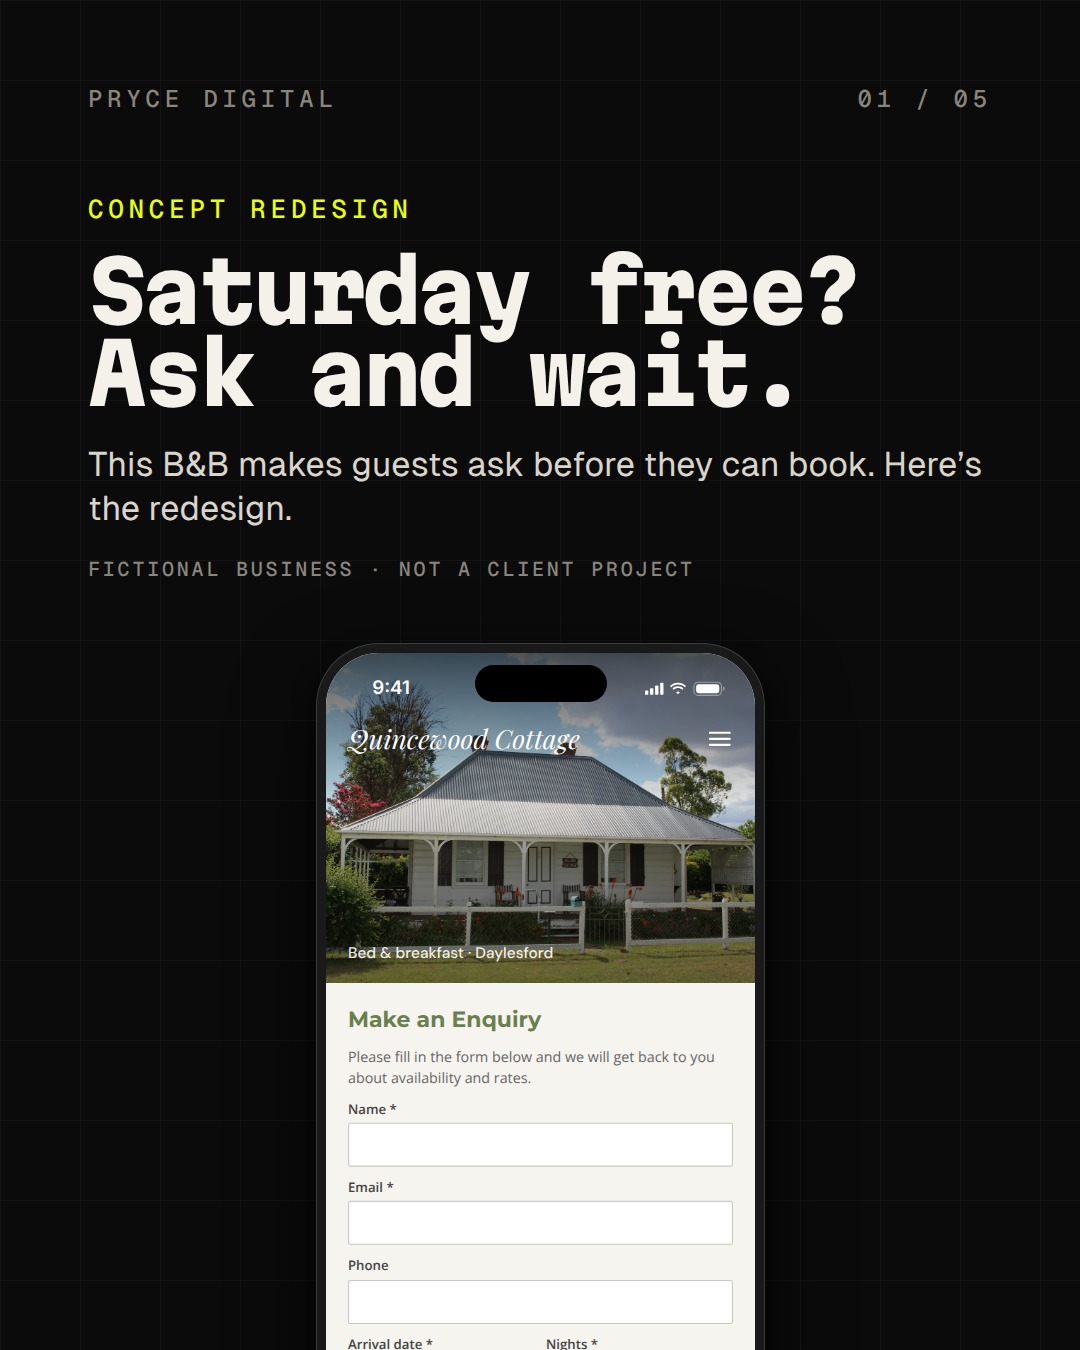 PRYCE DIGITAL
01 / 05
CONCEPT REDESIGN
Saturday free?
Ask and wait.
This B&B makes guests ask before they can book. Here’s
the redesign.
FICTIONAL BUSINESS · NOT A CLIENT PROJECT
9:41
Quincewood Cottage
Bed & breakfast · Daylesford
Make an Enquiry
Please fill in the form below and we will get back to you
about availability and rates.
Name *
Email *
Phone
Arrival date *
Nights *